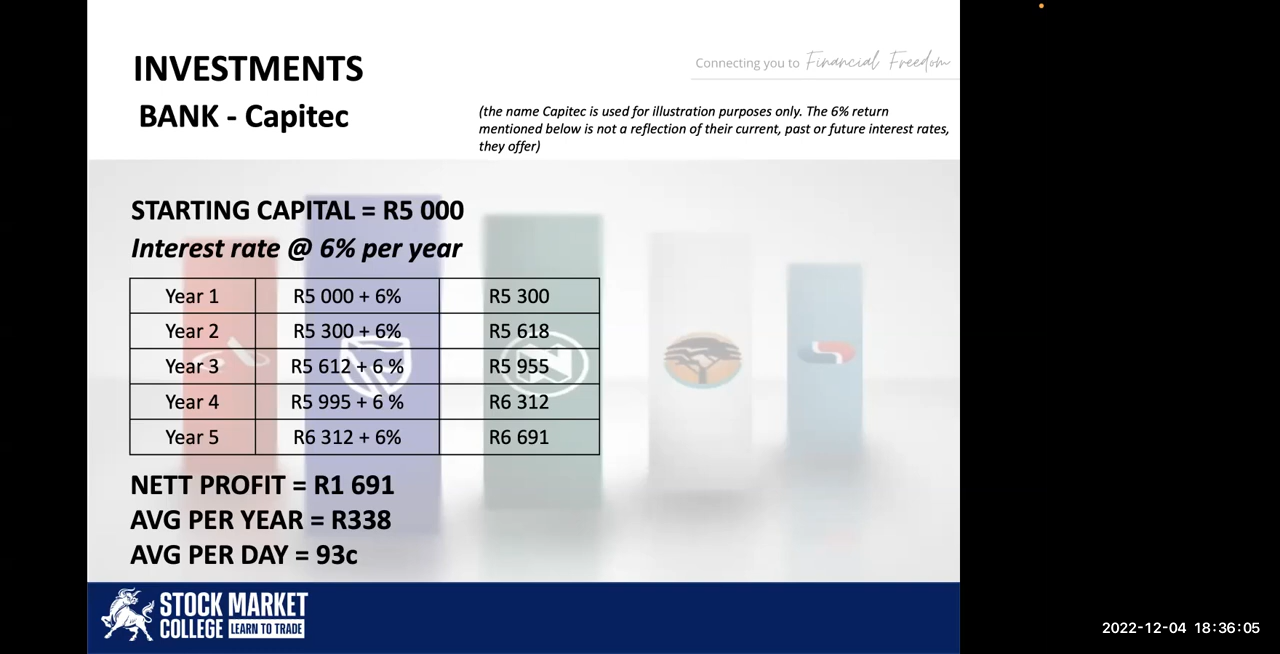 INVESTMENTS
BANK - Capitec
Connecting you to Financial Freedom
(the name Capitec is used for illustration purposes only. The 6% return
mentioned below is not a reflection of their current, past or future interest rates,
they offer)
STARTING CAPITAL = R5 000
Interest rate @ 6% per year
Year 1 R5 000 + 6% R5 300
Year 2 R5 300 + 6% R5 618
Year 3 R5 612 + 6 % R5 955
Year 4 R5 995 + 6 % R6 312
Year 5 R6 312 + 6% R6 691
NETT PROFIT = R1 691
AVG PER YEAR = R338
AVG PER DAY = 93c
STOCK MARKET
COLLEGE LEARN TO TRADE
2022-12-04 18:36:05